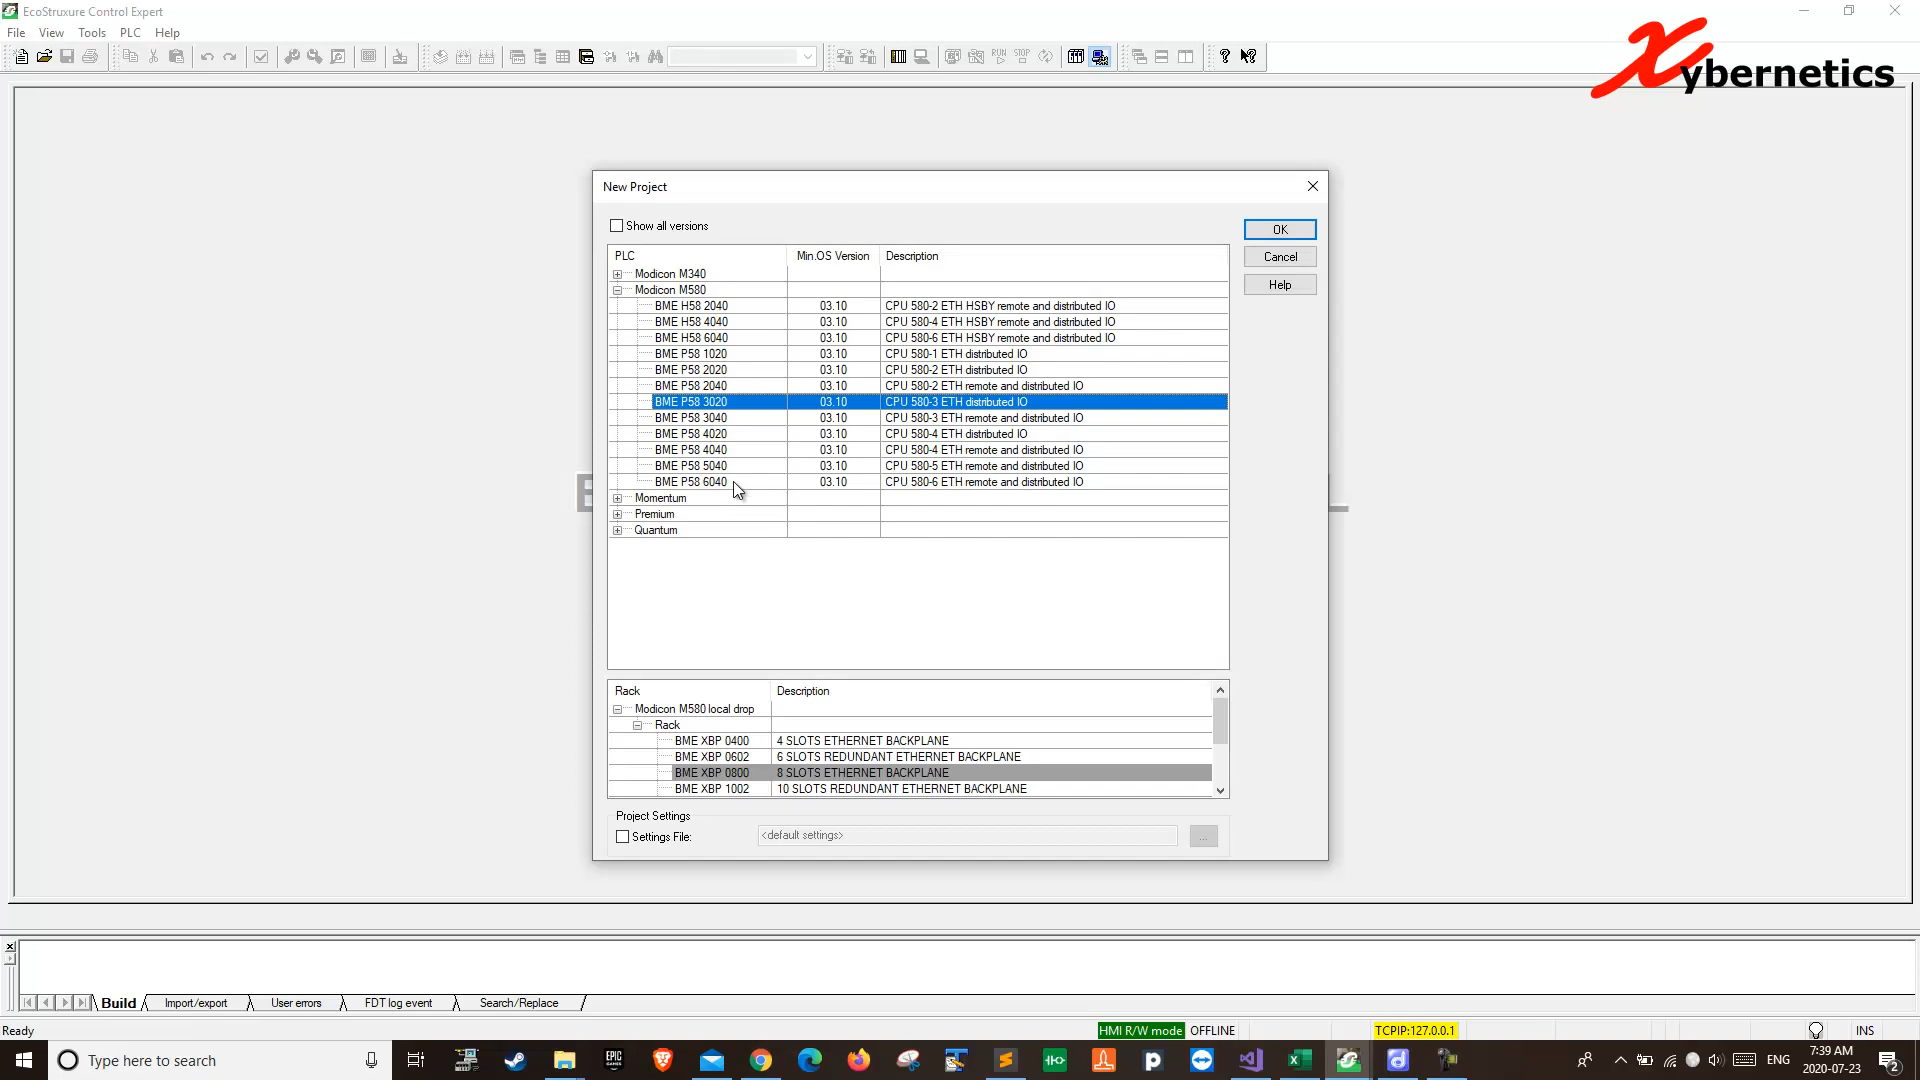 EcoStruxure Control Expert
File View Tools PLC Help
Xybernetics
New Project
Show all versions
OK
Cancel
Help
PLC Min.OS Version Description
Modicon M340
Modicon M580
BME H58 2040 03.10 CPU 580-2 ETH HSBY remote and distributed IO
BME H58 4040 03.10 CPU 580-4 ETH HSBY remote and distributed IO
BME H58 6040 03.10 CPU 580-6 ETH HSBY remote and distributed IO
BME P58 1020 03.10 CPU 580-1 ETH distributed IO
BME P58 2020 03.10 CPU 580-2 ETH distributed IO
BME P58 2040 03.10 CPU 580-2 ETH remote and distributed IO
BME P58 3020 03.10 CPU 580-3 ETH distributed IO
BME P58 3040 03.10 CPU 580-3 ETH remote and distributed IO
BME P58 4020 03.10 CPU 580-4 ETH distributed IO
BME P58 4040 03.10 CPU 580-4 ETH remote and distributed IO
BME P58 5040 03.10 CPU 580-5 ETH remote and distributed IO
BME P58 6040 03.10 CPU 580-6 ETH remote and distributed IO
Momentum
Premium
Quantum
Rack Description
Modicon M580 local drop
Rack
BME XBP 0400 4 SLOTS ETHERNET BACKPLANE
BME XBP 0602 6 SLOTS REDUNDANT ETHERNET BACKPLANE
BME XBP 0800 8 SLOTS ETHERNET BACKPLANE
BME XBP 1002 10 SLOTS REDUNDANT ETHERNET BACKPLANE
Project Settings
Settings File: <default settings> ...
Build Import/export User errors FDT log event Search/Replace
Ready HMI R/W mode OFFLINE TCPIP:127.0.0.1 INS
Type here to search
ENG
7:39 AM
2020-07-23
2